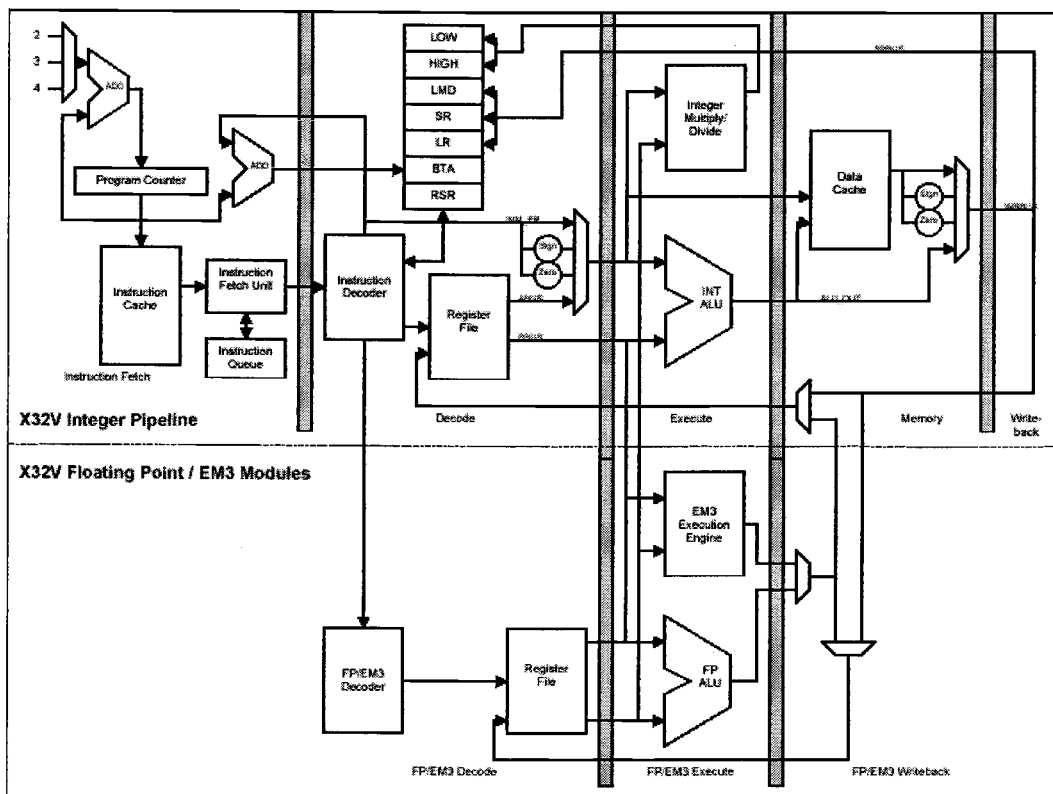 2
3
4
ADD
Program Counter
Instruction
Cache
Instruction
Fetch Unit
Instruction
Queue
Instruction Fetch
ADD
LOW
HIGH
LMD
SR
LR
BTA
RSR
Instruction
Decoder
Register
File
Sign
Zero
Decode
Integer
Multiply/
Divide
INT
ALU
Execute
Data
Cache
Sign
Zero
ALU_OUT
Memory
Write-
back
X32V Integer Pipeline
X32V Floating Point / EM3 Modules
EM3
Execution
Engine
FP/EM3
Decoder
Register
File
FP
ALU
FP/EM3 Decode
FP/EM3 Execute
FP/EM3 Writeback